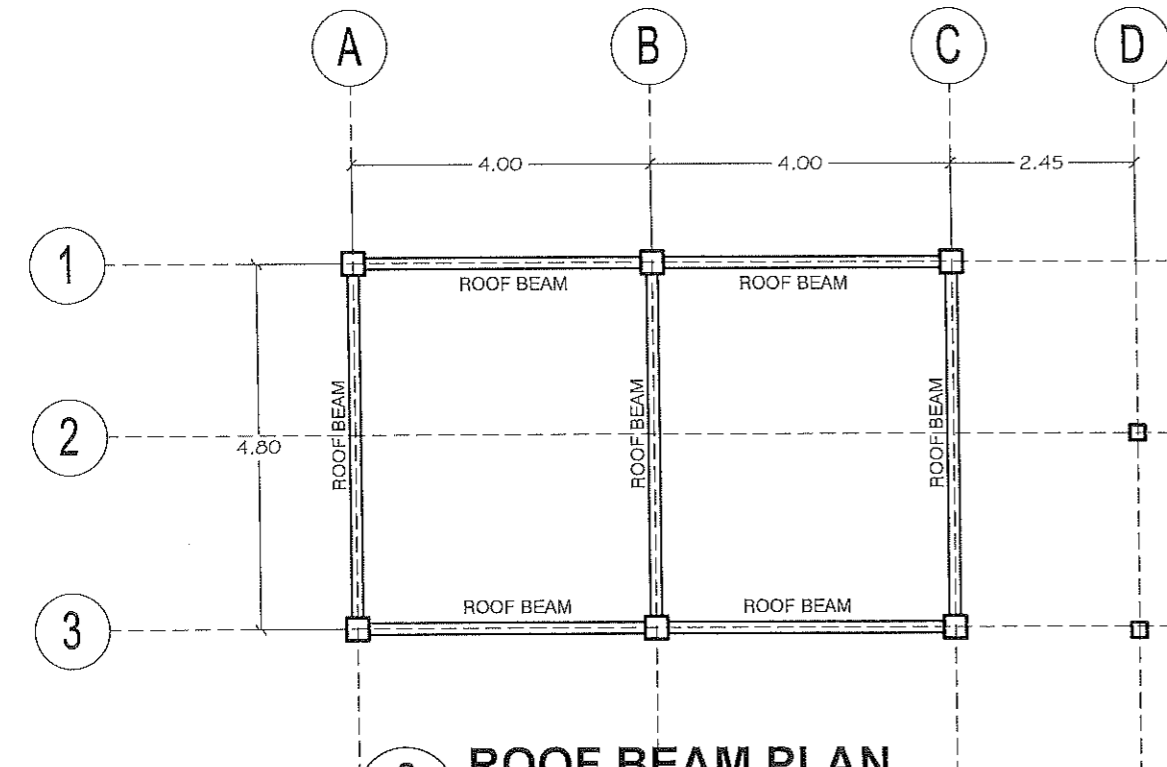 A B C D
4.00 4.00 2.45
1
ROOF BEAM ROOF BEAM
ROOF BEAM ROOF BEAM ROOF BEAM
2
4.80
ROOF BEAM ROOF BEAM
3
ROOF BEAM PLAN